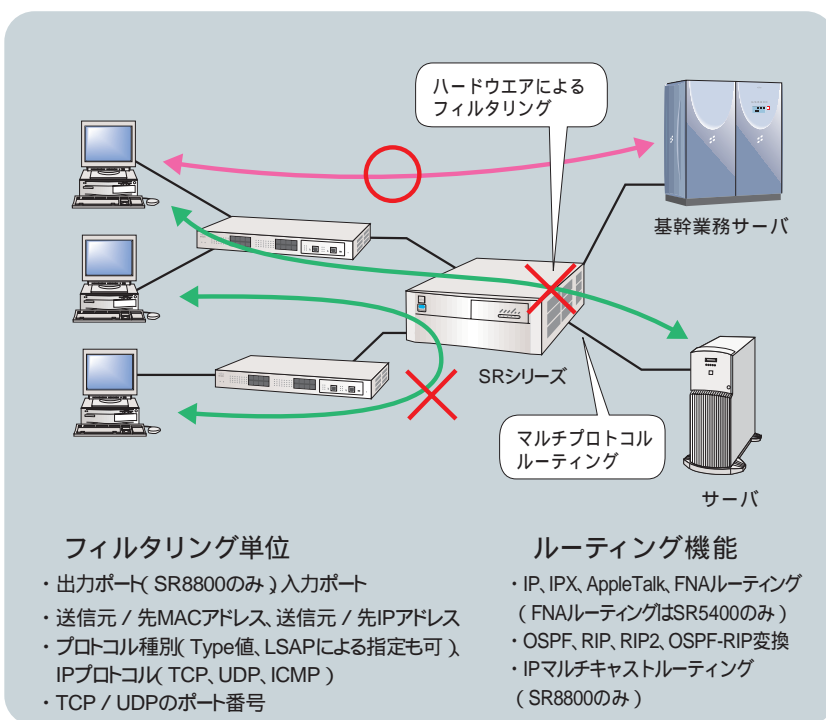 ハードウエアによる
フィルタリング
基幹業務サーバ
SRシリーズ
マルチプロトコル
ルーティング
サーバ
フィルタリング単位
・出力ポート（SR8800のみ）、入力ポート
・送信元 / 先MACアドレス、送信元 / 先IPアドレス
・プロトコル種別（Type値、LSAPによる指定も可）、
IPプロトコル（TCP、UDP、ICMP）
・TCP / UDPのポート番号
ルーティング機能
・IP, IPX, AppleTalk, FNAルーティング
（FNAルーティングはSR5400のみ）
・OSPF、RIP、RIP2、OSPF-RIP変換
・IPマルチキャストルーティング
（SR8800のみ）